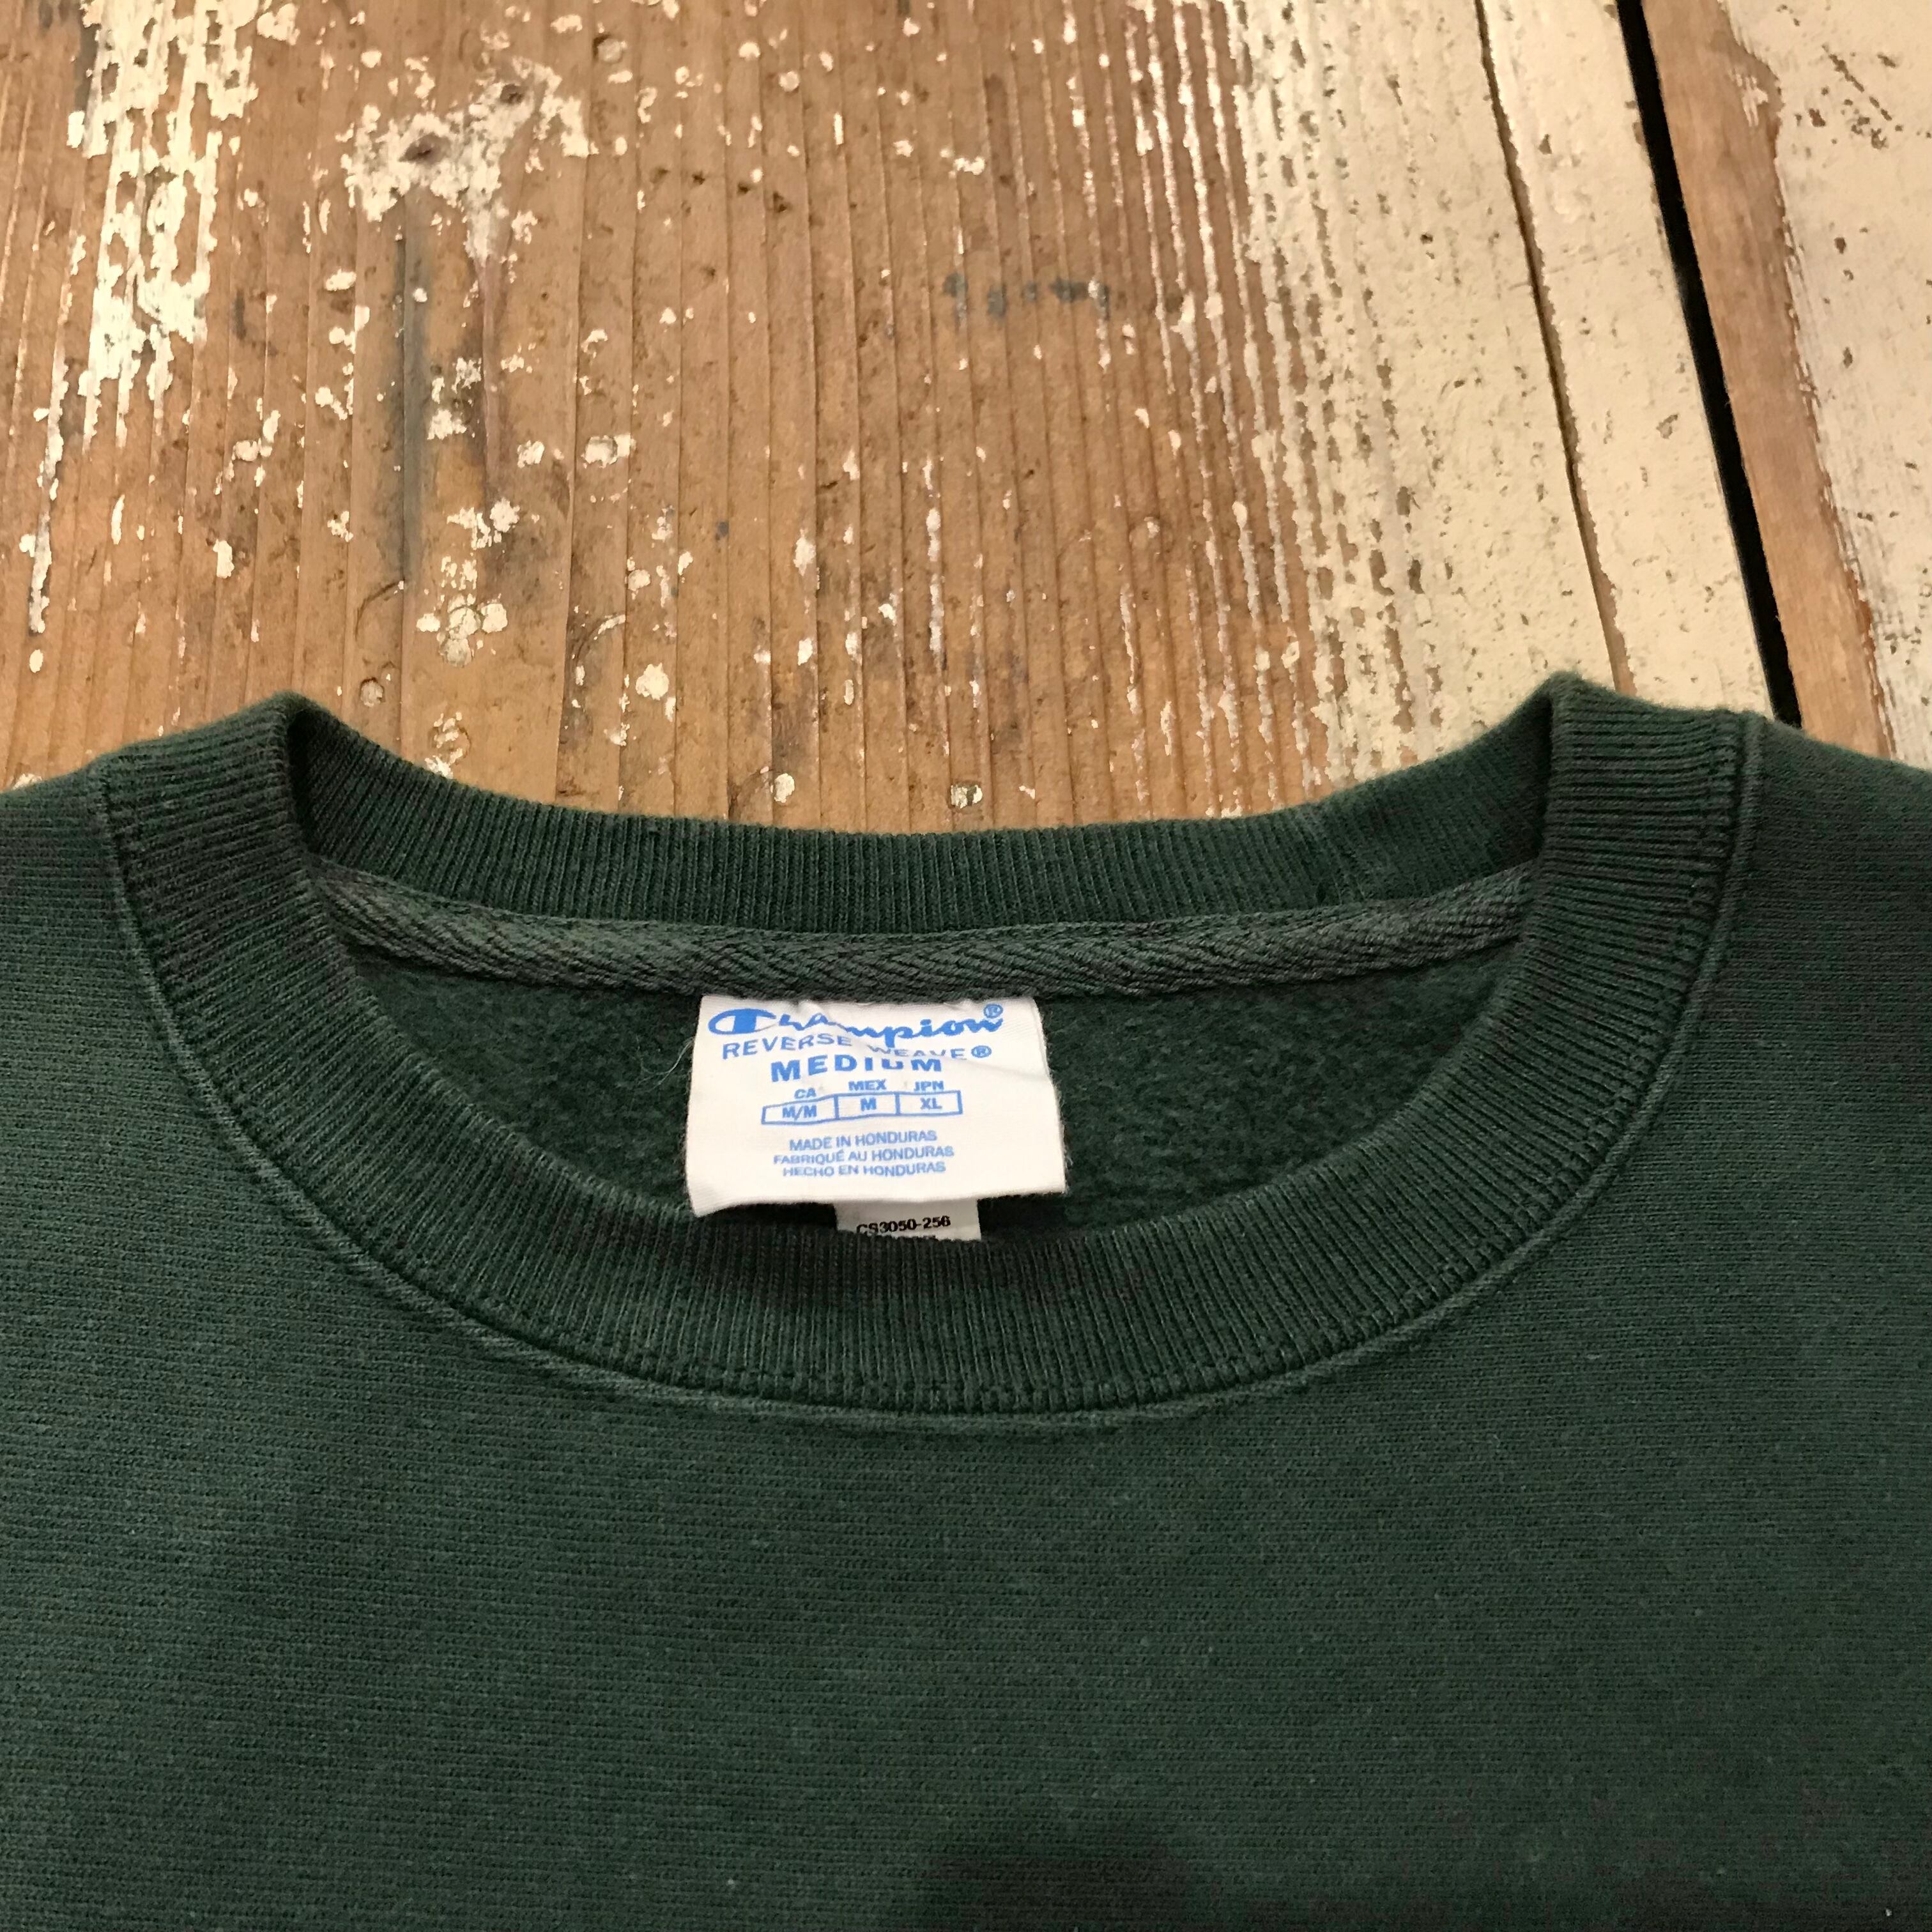 Champion®
REVERSE WEAVE®
MEDIUM
CA MEX JPN
M/M M XL
MADE IN HONDURAS
FABRIQUÉ AU HONDURAS
HECHO EN HONDURAS
CS3050-256